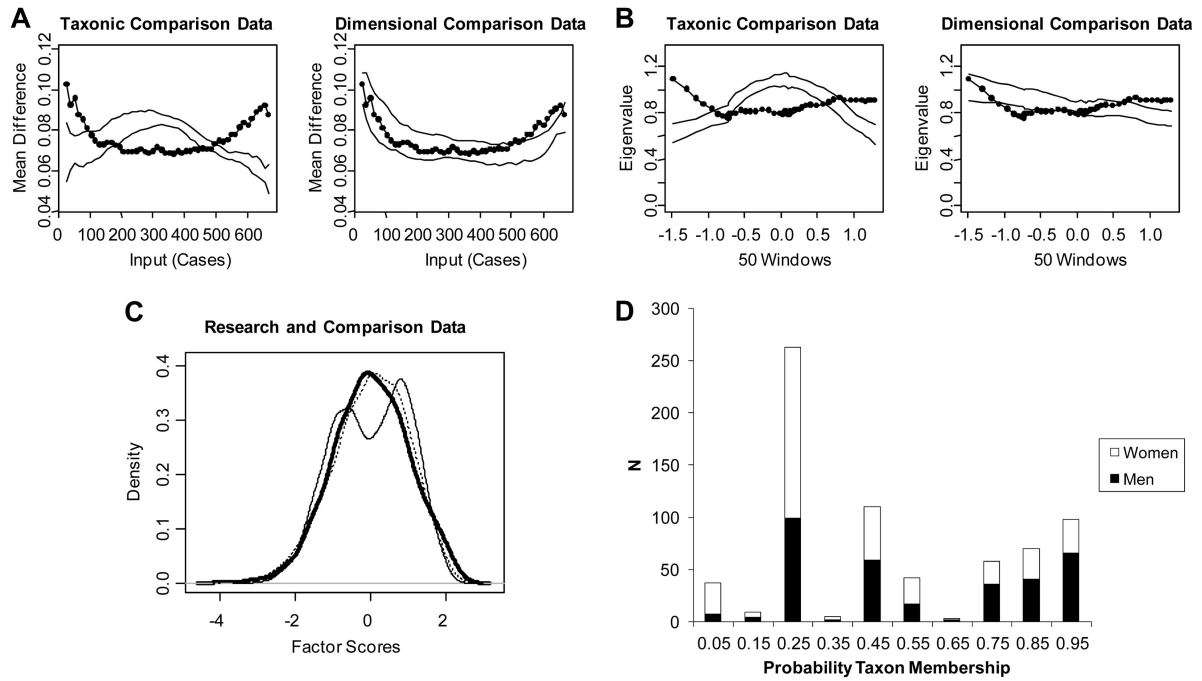 A
Taxonic Comparison Data
Mean Difference
0.04 0.06 0.08 0.10 0.12
0 100 200 300 400 500 600
Input (Cases)
Dimensional Comparison Data
Mean Difference
0.04 0.06 0.08 0.10 0.12
0 100 200 300 400 500 600
Input (Cases)
B
Taxonic Comparison Data
Eigenvalue
0.0 0.4 0.8 1.2
-1.5 -1.0 -0.5 0.0 0.5 1.0
50 Windows
Dimensional Comparison Data
Eigenvalue
0.0 0.4 0.8 1.2
-1.5 -1.0 -0.5 0.0 0.5 1.0
50 Windows
C
Research and Comparison Data
Density
0.0 0.1 0.2 0.3 0.4
-4 -2 0 2
Factor Scores
D
N
300
250
200
150
100
50
0
0.05 0.15 0.25 0.35 0.45 0.55 0.65 0.75 0.85 0.95
Probability Taxon Membership
Women
Men